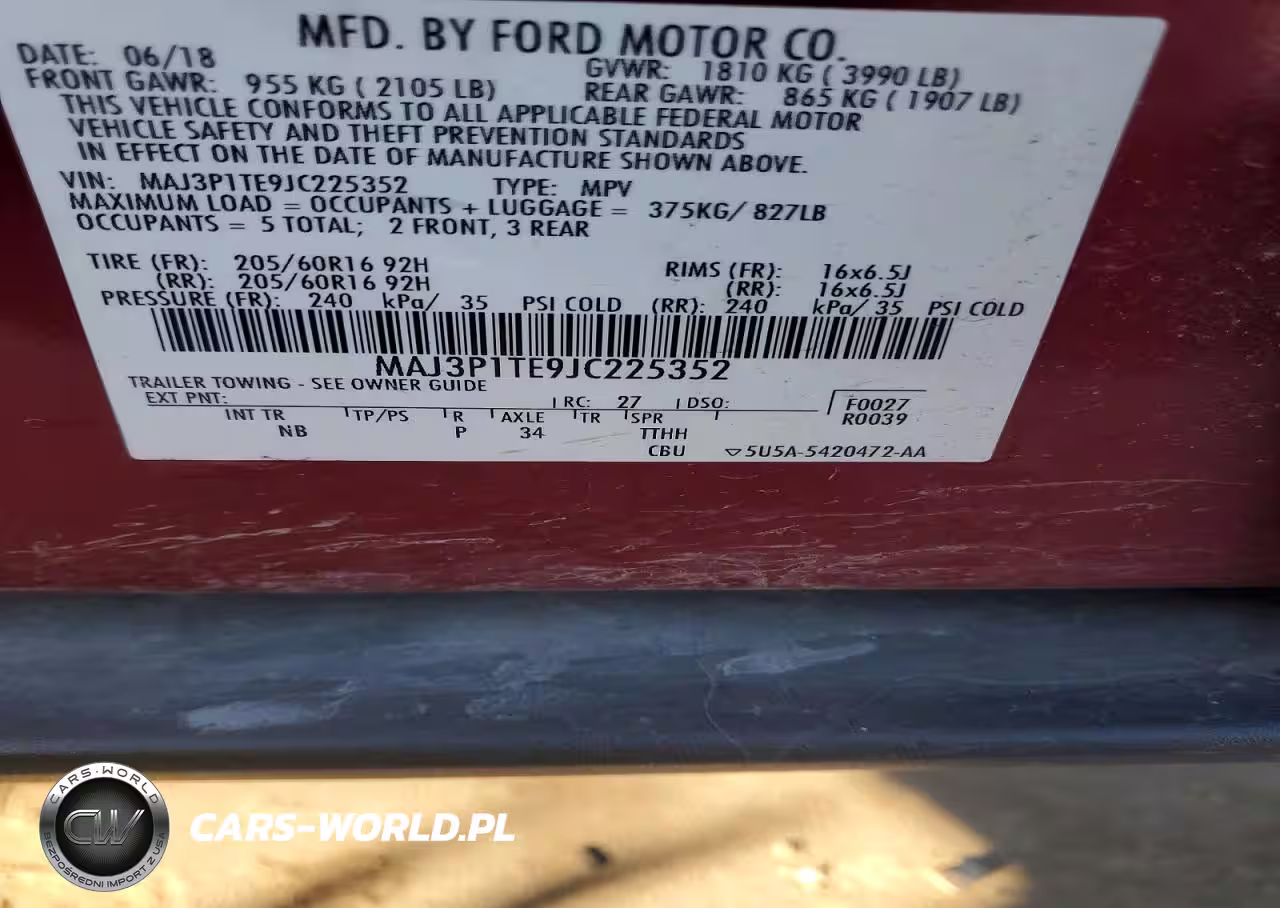 MFD. BY FORD MOTOR CO.
DATE: 06/18 GVWR: 1810 KG ( 3990 LB)
FRONT GAWR: 955 KG ( 2105 LB) REAR GAWR: 865 KG ( 1907 LB)
THIS VEHICLE CONFORMS TO ALL APPLICABLE FEDERAL MOTOR
VEHICLE SAFETY AND THEFT PREVENTION STANDARDS
IN EFFECT ON THE DATE OF MANUFACTURE SHOWN ABOVE.
VIN: MAJ3P1TE9JC225352 TYPE: MPV
MAXIMUM LOAD = OCCUPANTS + LUGGAGE = 375KG/ 827LB
OCCUPANTS = 5 TOTAL; 2 FRONT, 3 REAR
TIRE (FR): 205/60R16 92H RIMS (FR): 16x6.5J
(RR): 205/60R16 92H (RR): 16x6.5J
PRESSURE (FR): 240 kPa/ 35 PSI COLD (RR): 240 kPa/ 35 PSI COLD
MAJ3P1TE9JC225352
TRAILER TOWING - SEE OWNER GUIDE
EXT PNT: RC: 27 DSO: F0027
INT TR TP/PS R AXLE TR SPR R0039
NB P 34 TTHH
CBU ▽5U5A-5420472-AA
CARS-WORLD
CW
BEZPOŚREDNI IMPORT Z USA
CARS-WORLD.PL